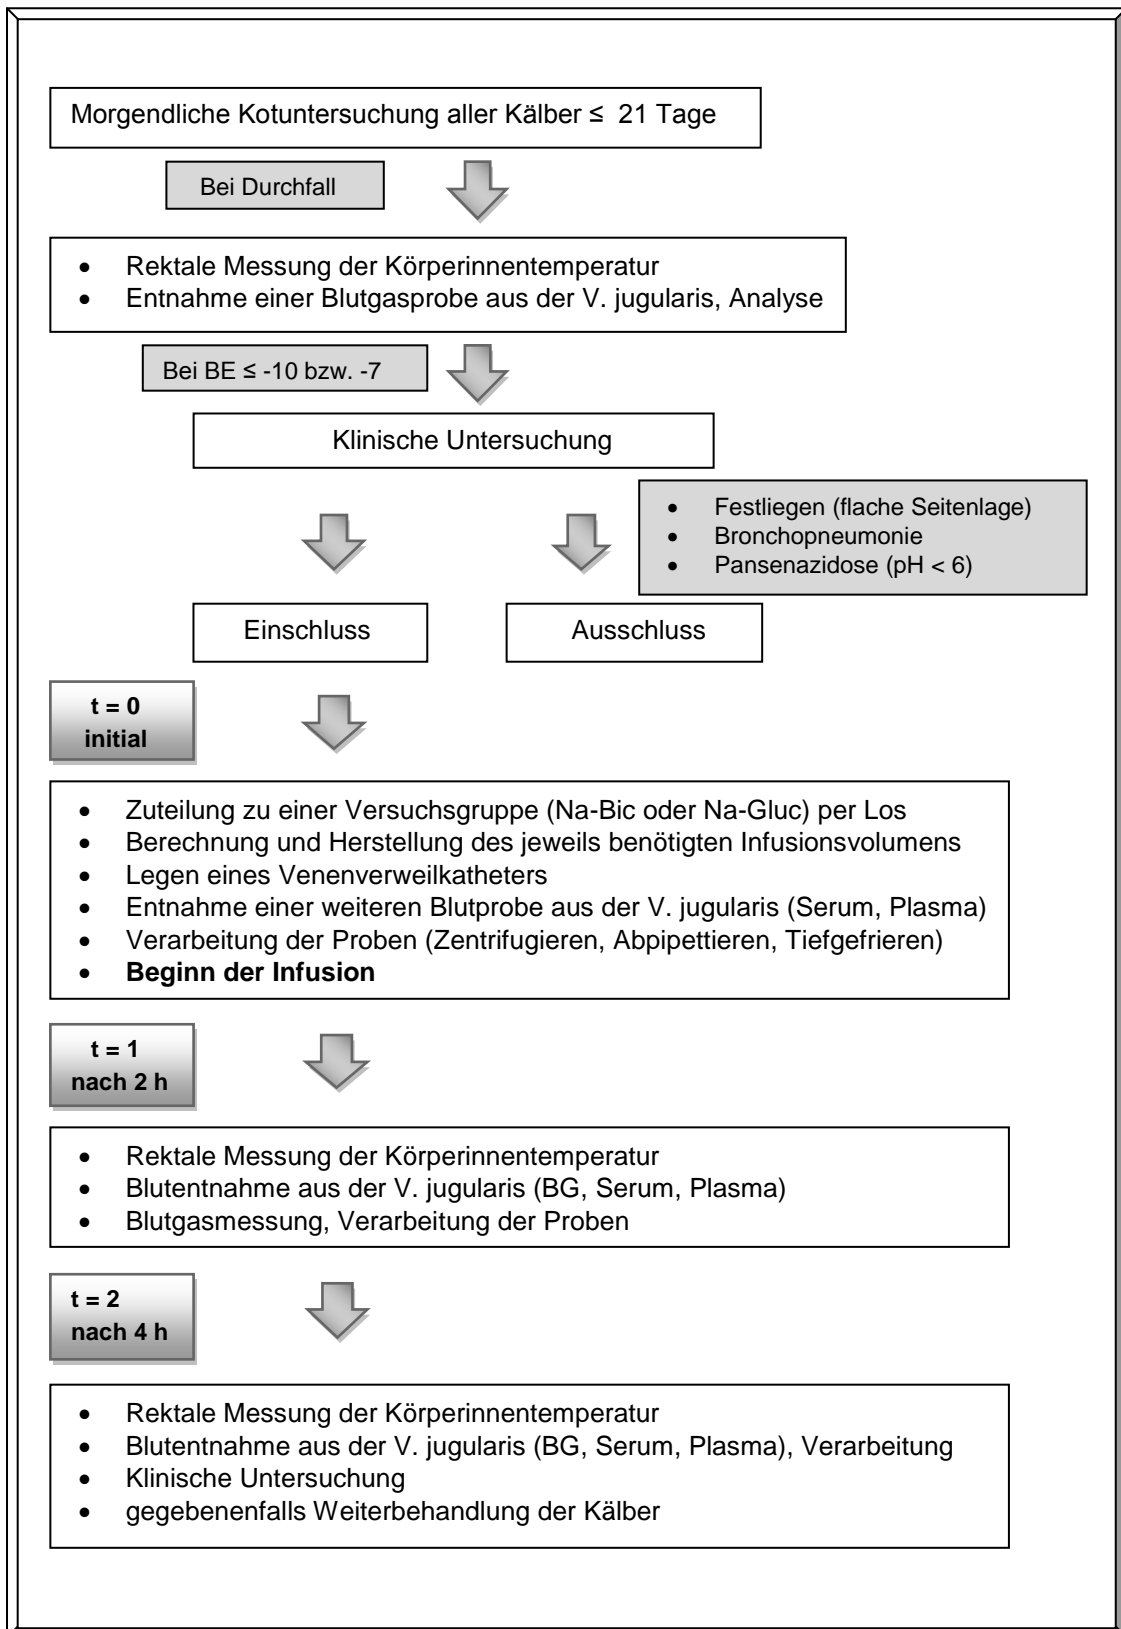 Morgendliche Kotuntersuchung aller Kälber ≤ 21 Tage
Bei Durchfall
• Rektale Messung der Körperinnentemperatur
• Entnahme einer Blutgasprobe aus der V. jugularis, Analyse
Bei BE ≤ -10 bzw. -7
Klinische Untersuchung
• Festliegen (flache Seitenlage)
• Bronchopneumonie
• Pansenazidose (pH < 6)
Einschluss
Ausschluss
t = 0
initial
• Zuteilung zu einer Versuchsgruppe (Na-Bic oder Na-Gluc) per Los
• Berechnung und Herstellung des jeweils benötigten Infusionsvolumens
• Legen eines Venenverweilkatheters
• Entnahme einer weiteren Blutprobe aus der V. jugularis (Serum, Plasma)
• Verarbeitung der Proben (Zentrifugieren, Abpipettieren, Tiefgefrieren)
• Beginn der Infusion
t = 1
nach 2 h
• Rektale Messung der Körperinnentemperatur
• Blutentnahme aus der V. jugularis (BG, Serum, Plasma)
• Blutgasmessung, Verarbeitung der Proben
t = 2
nach 4 h
• Rektale Messung der Körperinnentemperatur
• Blutentnahme aus der V. jugularis (BG, Serum, Plasma), Verarbeitung
• Klinische Untersuchung
• gegebenenfalls Weiterbehandlung der Kälber